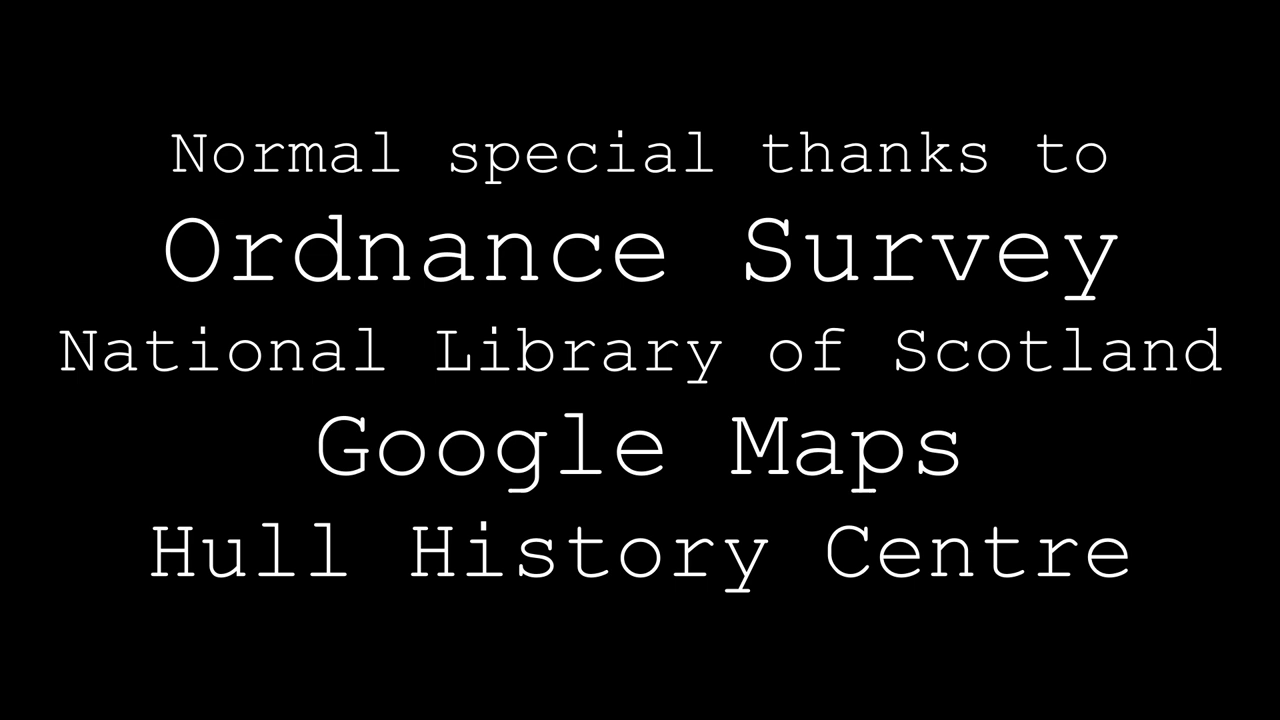 Normal special thanks to
Ordnance Survey
National Library of Scotland
Google Maps
Hull History Centre